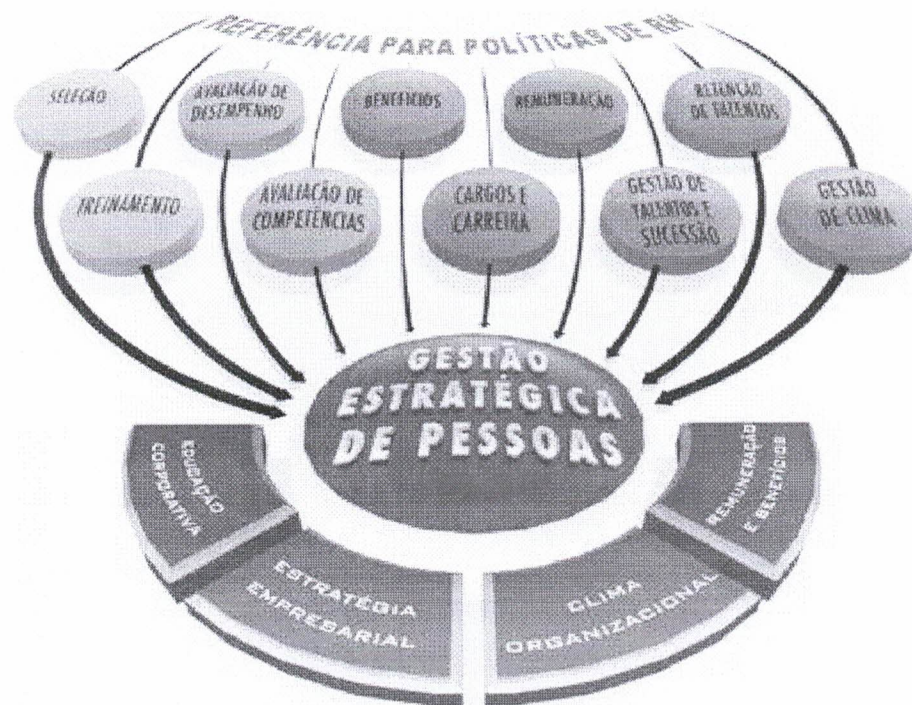 REFERÊNCIA PARA POLÍTICAS DE RH
SELEÇÃO
AVALIAÇÃO DE
DESEMPENHO
BENEFÍCIOS
REMUNERAÇÃO
RETENÇÃO
DE TALENTOS
TREINAMENTO
AVALIAÇÃO DE
COMPETÊNCIAS
CARGOS E
CARREIRA
GESTÃO DE
TALENTOS E
SUCESSÃO
GESTÃO
DE CLIMA
GESTÃO
ESTRATÉGICA
DE PESSOAS
EDUCAÇÃO
CORPORATIVA
ESTRATÉGIA
EMPRESARIAL
CLIMA
ORGANIZACIONAL
REMUNERAÇÃO
E BENEFÍCIOS